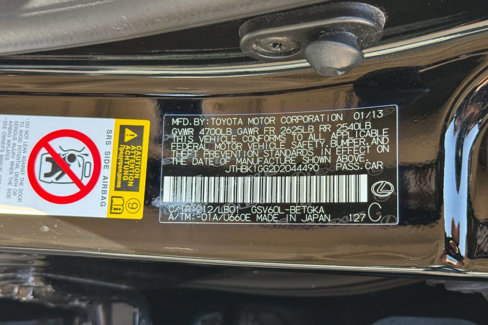 MFD. BY: TOYOTA MOTOR CORPORATION 01/13
GVWR 4700LB GAWR FR 2625LB RR 2540LB
THIS VEHICLE CONFORMS TO ALL APPLICABLE
FEDERAL MOTOR VEHICLE SAFETY, BUMPER, AND
THEFT PREVENTION STANDARDS IN EFFECT ON
THE DATE OF MANUFACTURE SHOWN ABOVE.
JTHBK1GG2D2044490 PASS. CAR
C/TR: 212/LB01 GSV60L-BETGKA
A/TM: -01A/U660E MADE IN JAPAN 127 C
SRS SIDE AIRBAG
CAUTION